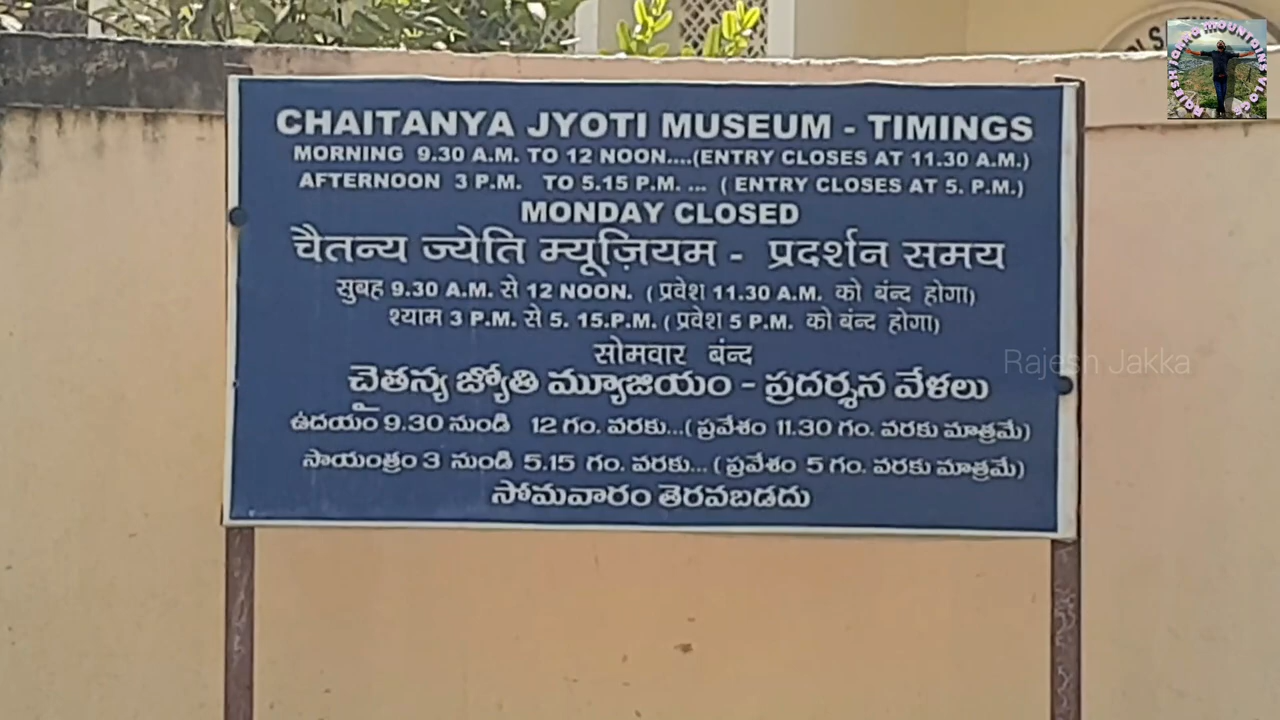 CHAITANYA JYOTI MUSEUM - TIMINGS
MORNING 9.30 A.M. TO 12 NOON....(ENTRY CLOSES AT 11.30 A.M.)
AFTERNOON 3 P.M. TO 5.15 P.M. ... ( ENTRY CLOSES AT 5. P.M.)
MONDAY CLOSED
चैतन्य ज्येति म्यूज़ियम - प्रदर्शन समय
सुबह 9.30 A.M. से 12 NOON. ( प्रवेश 11.30 A.M. को बंन्द होगा)
श्याम 3 P.M. से 5. 15.P.M. ( प्रवेश 5 P.M. को बंन्द होगा)
सोमवार बंन्द
చైతన్య జ్యోతి మ్యూజియం - ప్రదర్శన వేళలు
ఉదయం 9.30 నుండి 12 గం. వరకు...( ప్రవేశం 11.30 గం. వరకు మాత్రమే)
సాయంత్రం 3 నుండి 5.15 గం. వరకు... ( ప్రవేశం 5 గం. వరకు మాత్రమే)
సోమవారం తెరవబడదు
Rajesh Jakka